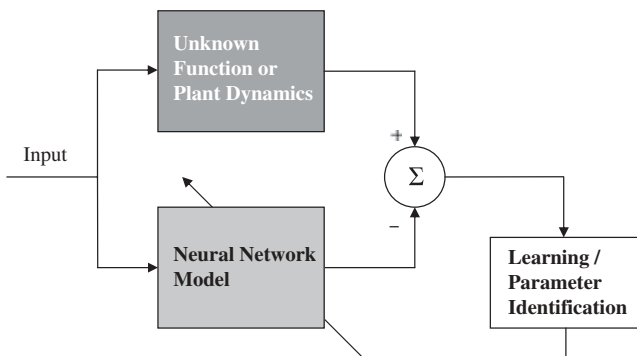 Unknown
Function or
Plant Dynamics
Input
+
Σ
−
Neural Network
Model
Learning /
Parameter
Identification